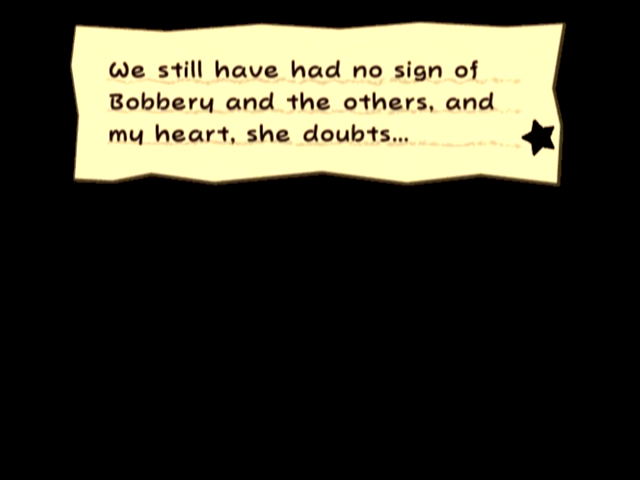 We still have had no sign of
Bobbery and the others, and
my heart, she doubts...